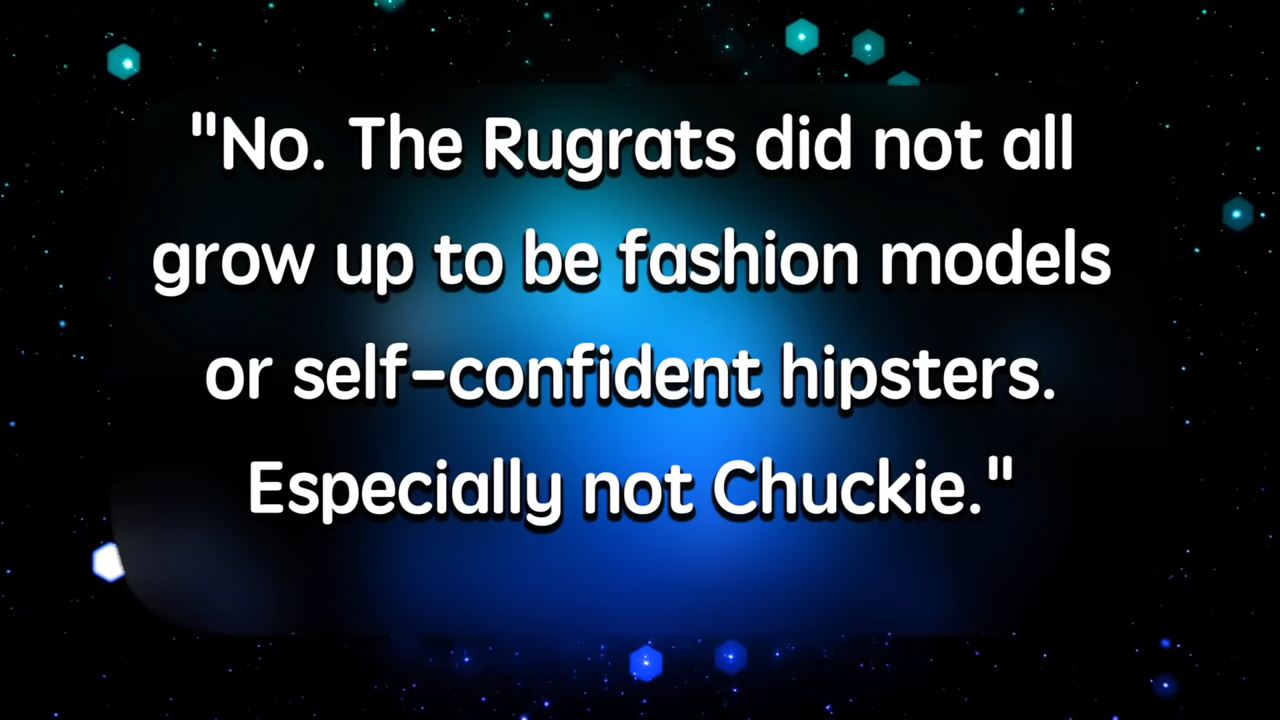 "No. The Rugrats did not all
grow up to be fashion models
or self-confident hipsters.
Especially not Chuckie."